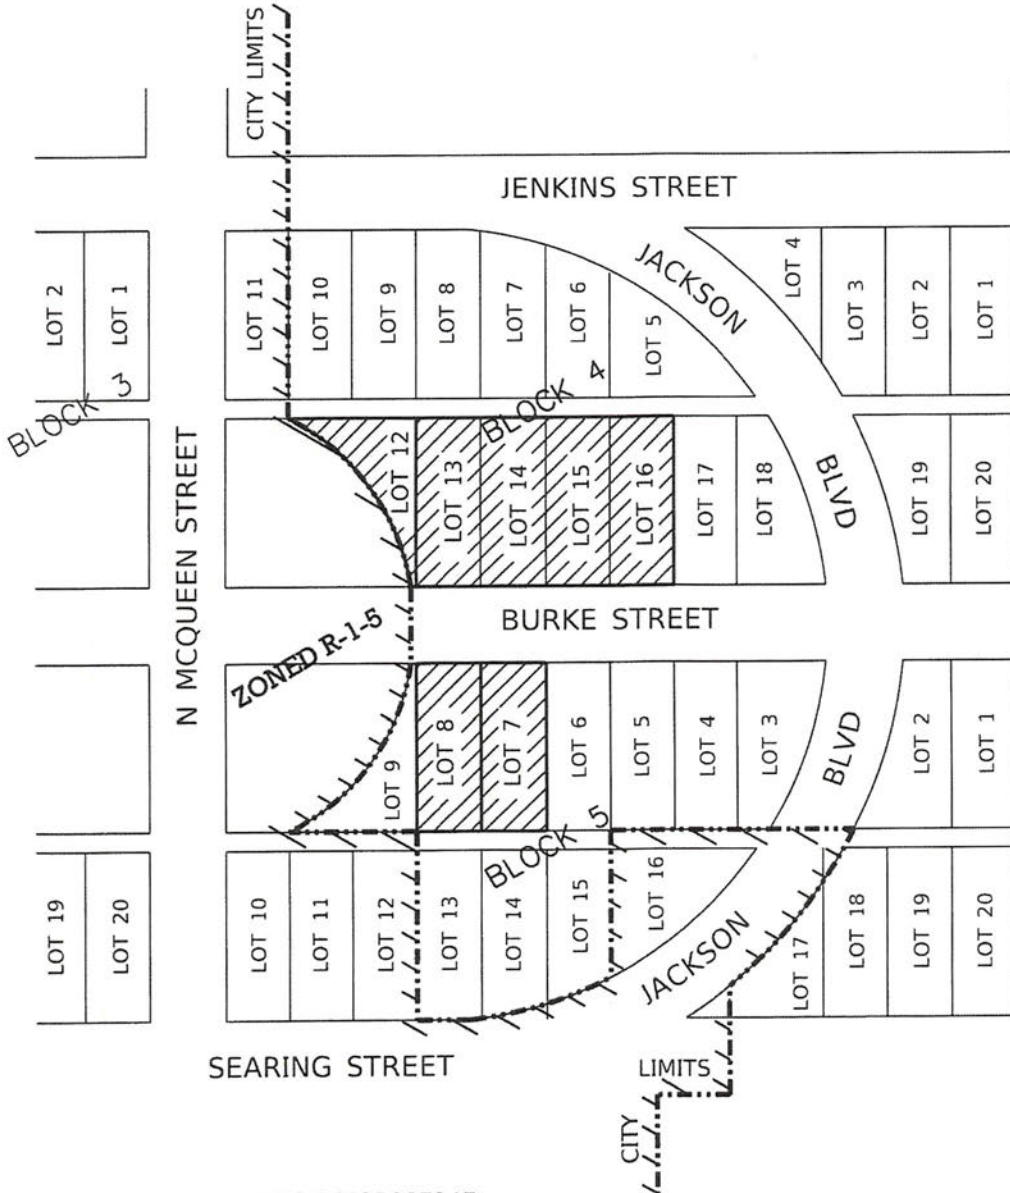 CITY LIMITS
JENKINS STREET
LOT 2
LOT 1
LOT 11
LOT 10
LOT 9
LOT 8
LOT 7
LOT 6
LOT 5
JACKSON
LOT 4
LOT 3
LOT 2
LOT 1
BLOCK 3
BLOCK 4
N MCQUEEN STREET
LOT 12
LOT 13
LOT 14
LOT 15
LOT 16
LOT 17
LOT 18
BLVD
LOT 19
LOT 20
BURKE STREET
ZONED R-1-5
LOT 9
LOT 8
LOT 7
LOT 6
LOT 5
LOT 4
LOT 3
BLVD
LOT 2
LOT 1
BLOCK 5
LOT 19
LOT 20
LOT 10
LOT 11
LOT 12
LOT 13
LOT 14
LOT 15
LOT 16
JACKSON
LOT 17
LOT 18
LOT 19
LOT 20
SEARING STREET
LIMITS
CITY